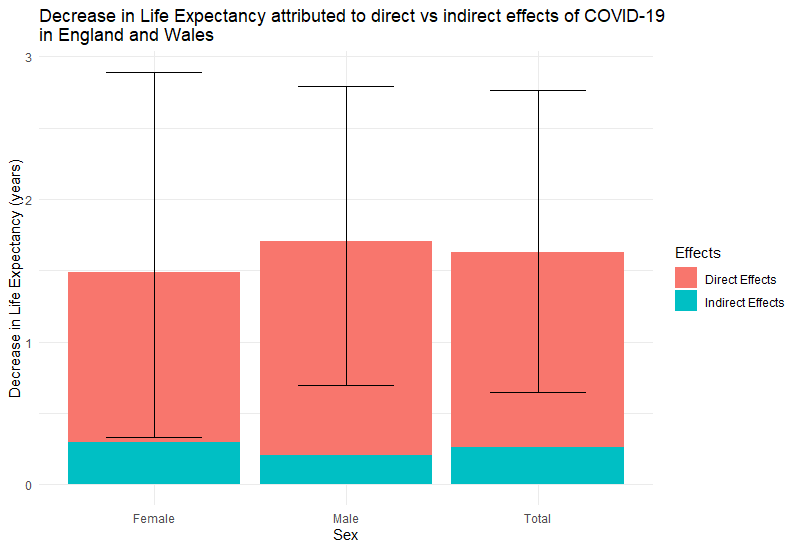 Decrease in Life Expectancy attributed to direct vs indirect effects of COVID-19
in England and Wales
Decrease in Life Expectancy (years)
3
2
1
0
Female
Male
Total
Sex
Effects
Direct Effects
Indirect Effects